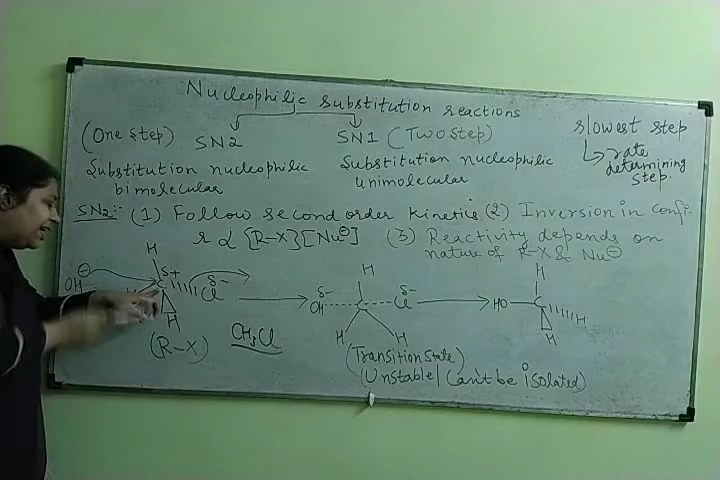 Nucleophilic substitution reactions
(One step) SN2 SN1 (Two step)
Substitution nucleophilic bimolecular
Substitution nucleophilic unimolecular
slowest step
↳ rate determining step.
SN2:- (1) Follow second order kinetics (2) Inversion in confi-
r α [R-X][Nu⊖] (3) Reactivity depends on
nature of R-X & Nu⊖
OH⊖ H C δ+ Cl δ- H
(R-X) CH3Cl
δ- OH---C---Cl δ- H H H
(Transition state)
(Unstable/Can't be isolated)
HO-C H H H